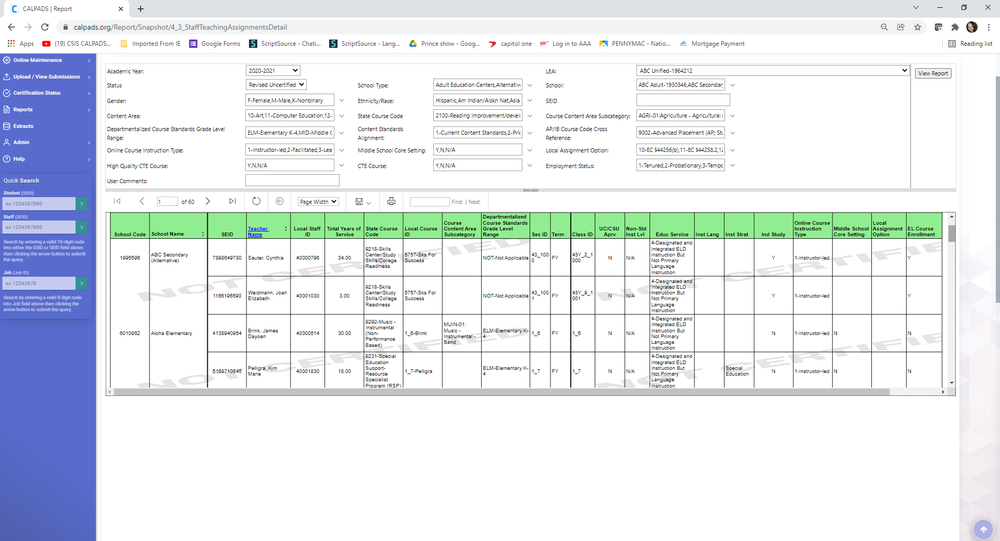 CALPADS | Report
calpads.org/Report/Snapshot/4_3_StaffTeachingAssignmentsDetail
Apps (19) CSIS CALPADS... Imported From IE Google Forms ScriptSource - Chati... ScriptSource - Lang... Prince show - Goog... capitol one Log in to AAA PENNYMAC - Natio... Mortgage Payment Reading list
Online Maintenance
Upload / View Submissions
Certification Status
Reports
Extracts
Admin
Help
Quick Search
Student (SSID)
ex.1234567890
Staff (SEID)
ex.1234567890
Search by entering a valid 10-digit code
into either the SSID or SEID field above
then clicking the arrow button to submit
the query.
Job (Job ID)
ex.12345678
Search by entering a valid 8-digit code
into Job field above then clicking the
arrow button to submit the query.
Academic Year: 2020-2021 LEA: ABC Unified-1964212 View Report
Status Revised Uncertified School Type: Adult Education Centers,Alternativ School: ABC Adult-1930346,ABC Secondar
Gender: F-Female,M-Male,X-Nonbinary Ethnicity/Race: Hispanic,Am Indian/Alskn Nat,Asia SEID
Content Area: 10-Art,11-Computer Education,12- State Course Code 2100-Reading improvement/devel Course Content Area Subcategory: AGRI-01:Agriculture - Agricultural
Departmentalized Course Standards Grade Level
Range: ELM-Elementary K-4,MID-Middle Content Standards
Alignment: 1-Current Content Standards,2-Pri AP/IB Course Code Cross
Reference: 9002-Advanced Placement (AP) Stu
Online Course Instruction Type: 1-Instructor-led,2-Facilitated,3-Lea Middle School Core Setting: Y,N,N/A Local Assignment Option: 10-EC §44256(b),11-EC §44258.2,12
High Quality CTE Course: Y,N,N/A CTE Course: Y,N,N/A Employment Status: 1-Tenured,2-Probationary,3-Tempo
User Comments:
1 of 60 Page Width Find | Next
School Code School Name SEID Teacher Name Local Staff ID Total Years of Service State Course Code Local Course ID Course Content Area Subcategory Departmentalized Course Standards Grade Level Range Sec ID Term Class ID UC/CSU Aprv Non-Std Inst Lvl Educ Service Inst Lang Inst Strat Ind Study Online Course Instruction Type Middle School Core Setting Local Assignment Option EL Course Enrollment
1995596 ABC Secondary (Alternative) 7898649780 Sauter, Cynthia 40000796 34.00 9218-Skills Center/Study Skills/College Readiness 5757-Sks For Success NOT-Not Applicable 43_1000 FY 43Y_2_1000 N N/A 4-Designated and Integrated ELD Instruction But Not Primary Language Instruction Y 1-Instructor-led Y
1166196590 Weidmann, Joan Elizabeth 40001030 3.00 9218-Skills Center/Study Skills/College Readiness 5757-Sks For Success NOT-Not Applicable 43_1001 FY 43Y_9_1001 N N/A 4-Designated and Integrated ELD Instruction But Not Primary Language Instruction Y 1-Instructor-led Y
6010862 Aloha Elementary 4138940954 Brink, James Dayoan 40000514 30.00 9292-Music - Instrumental (Non-Performance Based) 1_6-Brink MUIN-01: Music - Instrumental - Band ELM-Elementary K-4 1_6 FY 1_6 N N/A 4-Designated and Integrated ELD Instruction But Not Primary Language Instruction N 1-Instructor-led N N
5168710845 Pelligra, Kim Marie 40001830 18.00 9231-Special Education Support-Resource Specialist Program (RSP) 1_7-Pelligra ELM-Elementary K-4 1_7 FY 1_7 N N/A 4-Designated and Integrated ELD Instruction But Not Primary Language Instruction Special Education N 1-Instructor-led N N
NOT CERTIFIED
NOT CERTIFIE
NOT CERTIFIED
NOT CERTIFIE